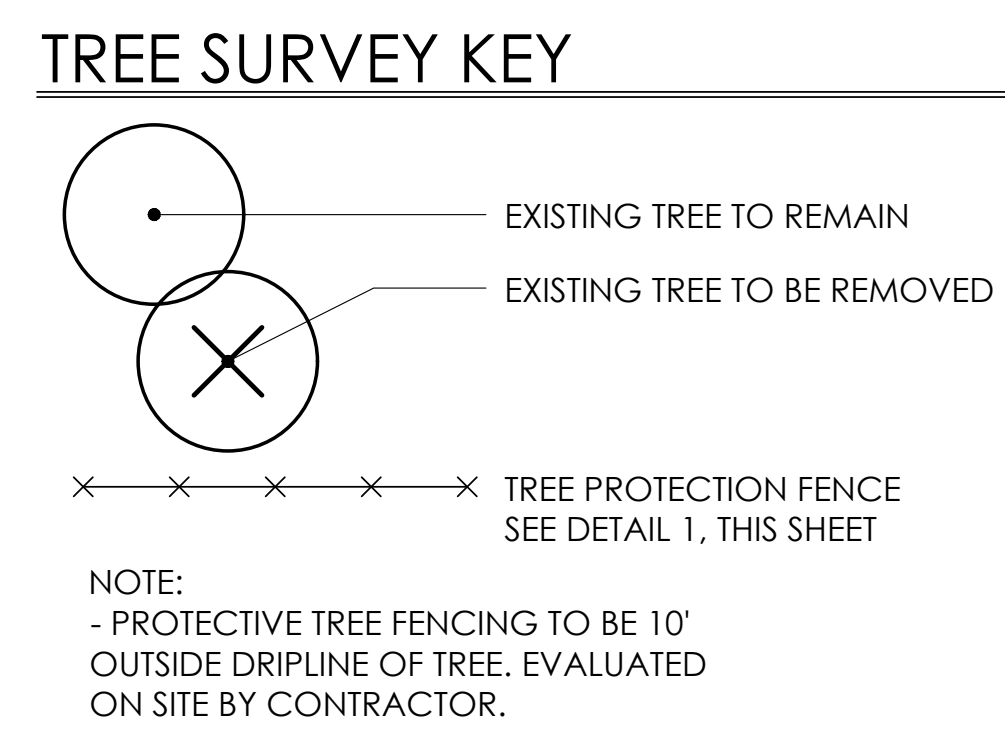 TREE SURVEY KEY
EXISTING TREE TO REMAIN
EXISTING TREE TO BE REMOVED
TREE PROTECTION FENCE
SEE DETAIL 1, THIS SHEET
NOTE:
- PROTECTIVE TREE FENCING TO BE 10'
OUTSIDE DRIPLINE OF TREE. EVALUATED
ON SITE BY CONTRACTOR.